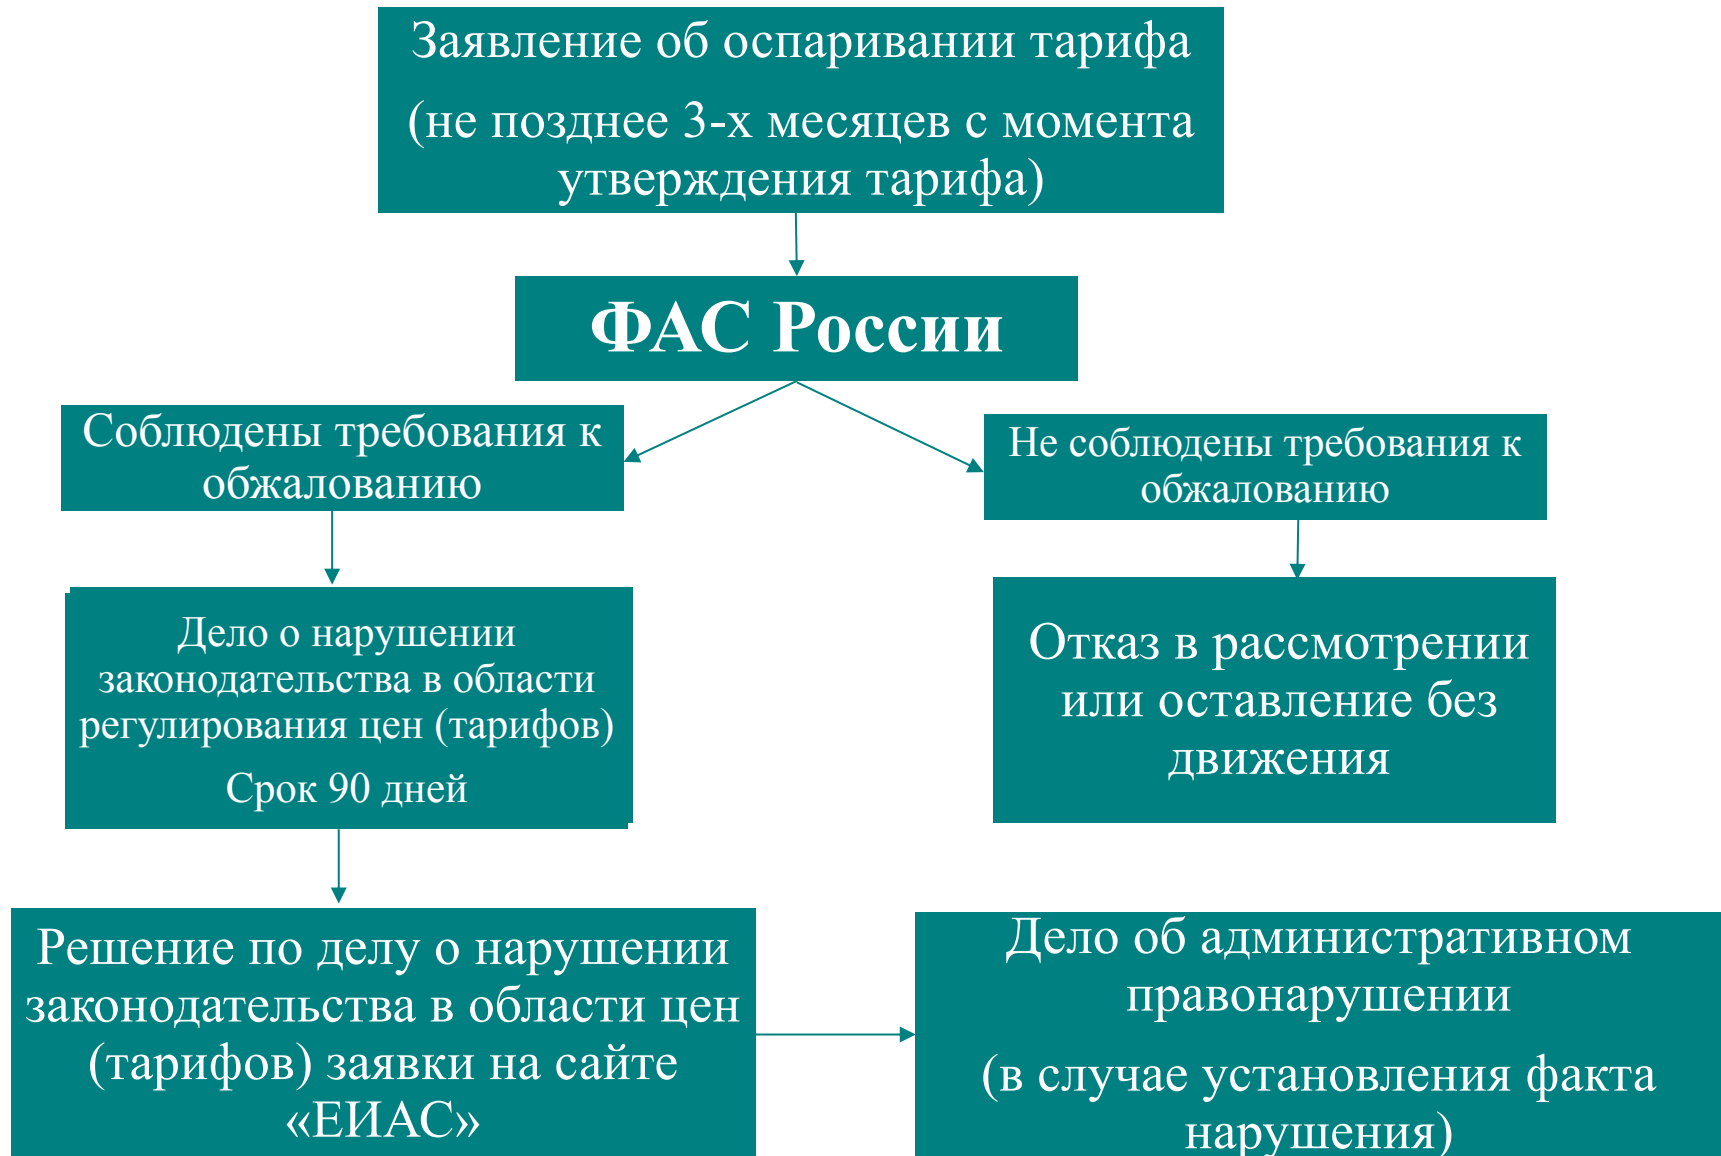 Заявление об оспаривании тарифа
(не позднее 3-х месяцев с момента
утверждения тарифа)
ФАС России
Соблюдены требования к
обжалованию
Не соблюдены требования к
обжалованию
Дело о нарушении
законодательства в области
регулирования цен (тарифов)
Срок 90 дней
Отказ в рассмотрении
или оставление без
движения
Решение по делу о нарушении
законодательства в области цен
(тарифов) заявки на сайте
«ЕИАС»
Дело об административном
правонарушении
(в случае установления факта
нарушения)